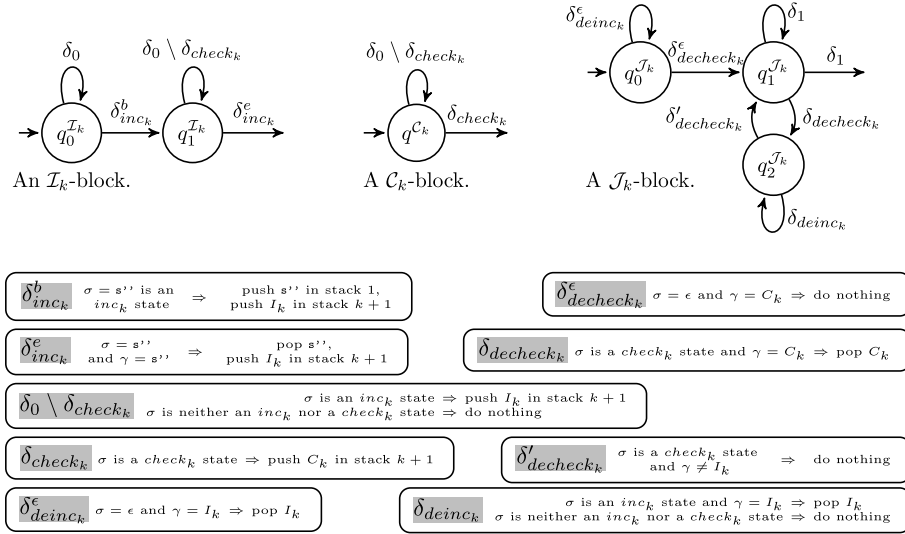 δ_0
δ_0 \ δ_{check_k}
δ_{inc_k}^b
δ_{inc_k}^e
q_0^{𝓘_k}
q_1^{𝓘_k}
An 𝓘_k-block.
δ_0 \ δ_{check_k}
δ_{check_k}
q^{𝓒_k}
A 𝓒_k-block.
δ_{deinc_k}^ϵ
δ_1
δ_{decheck_k}^ϵ
δ_1
q_0^{𝓙_k}
q_1^{𝓙_k}
δ'_{decheck_k}
δ_{decheck_k}
q_2^{𝓙_k}
δ_{deinc_k}
A 𝓙_k-block.
δ_{inc_k}^b σ = s'' is an inc_k state ⇒ push s'' in stack 1, push I_k in stack k + 1
δ_{decheck_k}^ϵ σ = ϵ and γ = C_k ⇒ do nothing
δ_{inc_k}^e σ = s'' and γ = s'' ⇒ pop s'', push I_k in stack k + 1
δ_{decheck_k} σ is a check_k state and γ = C_k ⇒ pop C_k
δ_0 \ δ_{check_k} σ is an inc_k state ⇒ push I_k in stack k + 1
σ is neither an inc_k nor a check_k state ⇒ do nothing
δ_{check_k} σ is a check_k state ⇒ push C_k in stack k + 1
δ'_{decheck_k} σ is a check_k state and γ ≠ I_k ⇒ do nothing
δ_{deinc_k}^ϵ σ = ϵ and γ = I_k ⇒ pop I_k
δ_{deinc_k} σ is an inc_k state and γ = I_k ⇒ pop I_k
σ is neither an inc_k nor a check_k state ⇒ do nothing